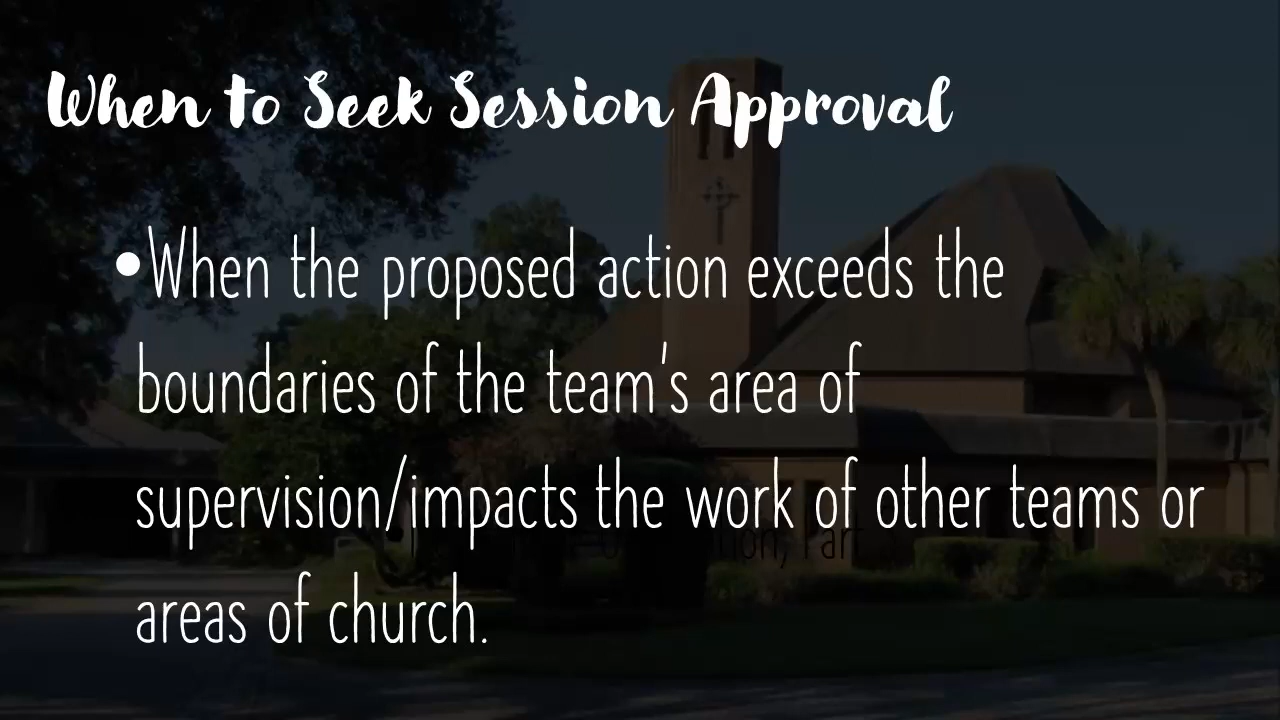 When to Seek Session Approval
•When the proposed action exceeds the
boundaries of the team's area of
supervision/impacts the work of other teams or
areas of church.